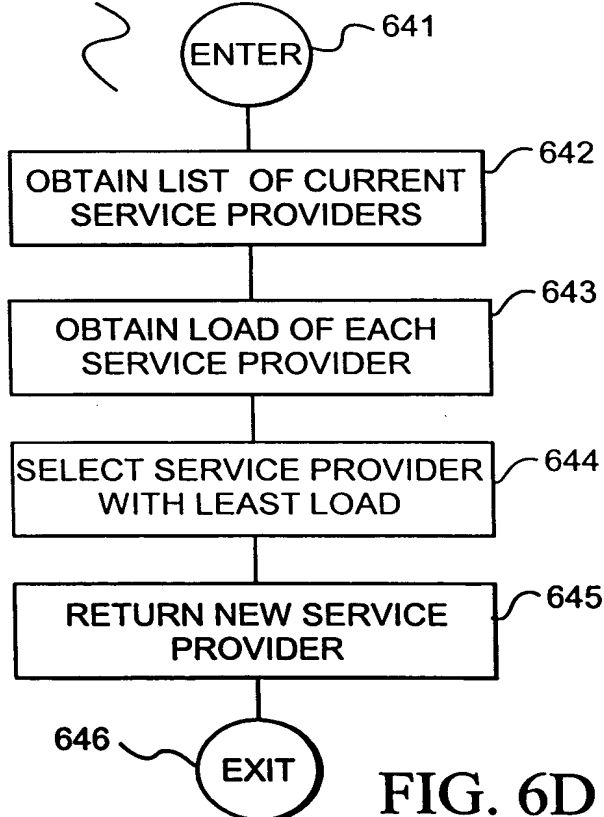 641
ENTER
642
OBTAIN LIST OF CURRENT
SERVICE PROVIDERS
643
OBTAIN LOAD OF EACH
SERVICE PROVIDER
644
SELECT SERVICE PROVIDER
WITH LEAST LOAD
645
RETURN NEW SERVICE
PROVIDER
646
EXIT
FIG. 6D